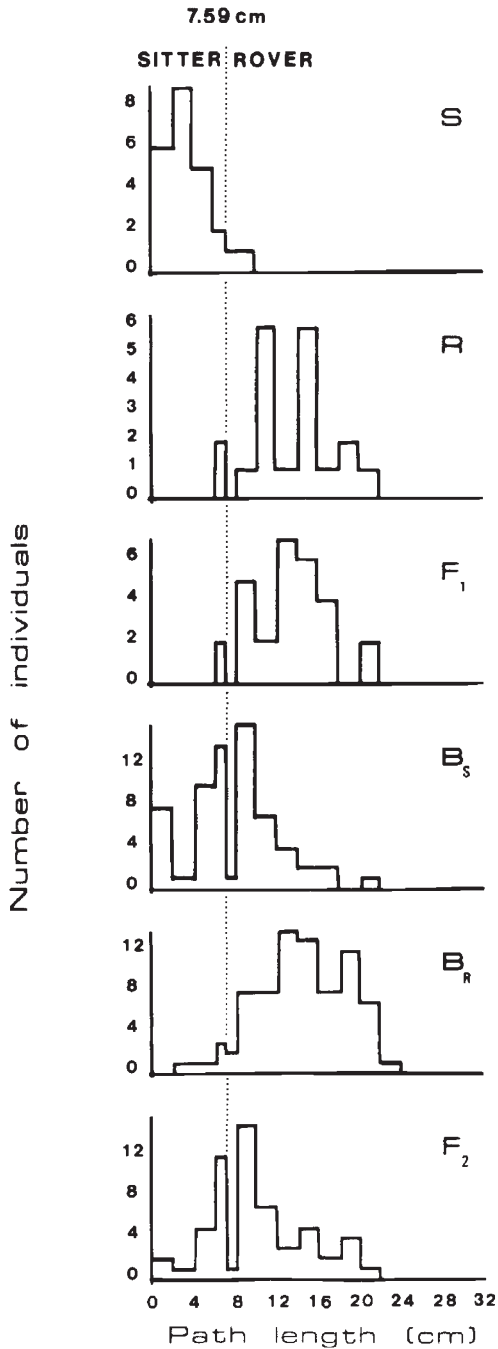 7.59 cm
SITTER ROVER
8
6
4
2
0
S
6
5
4
3
2
1
0
R
6
4
2
0
F1
12
8
4
0
BS
12
8
4
0
BR
12
8
4
0
F2
0 4 8 12 16 20 24 28 32
Path length (cm)
Number of individuals